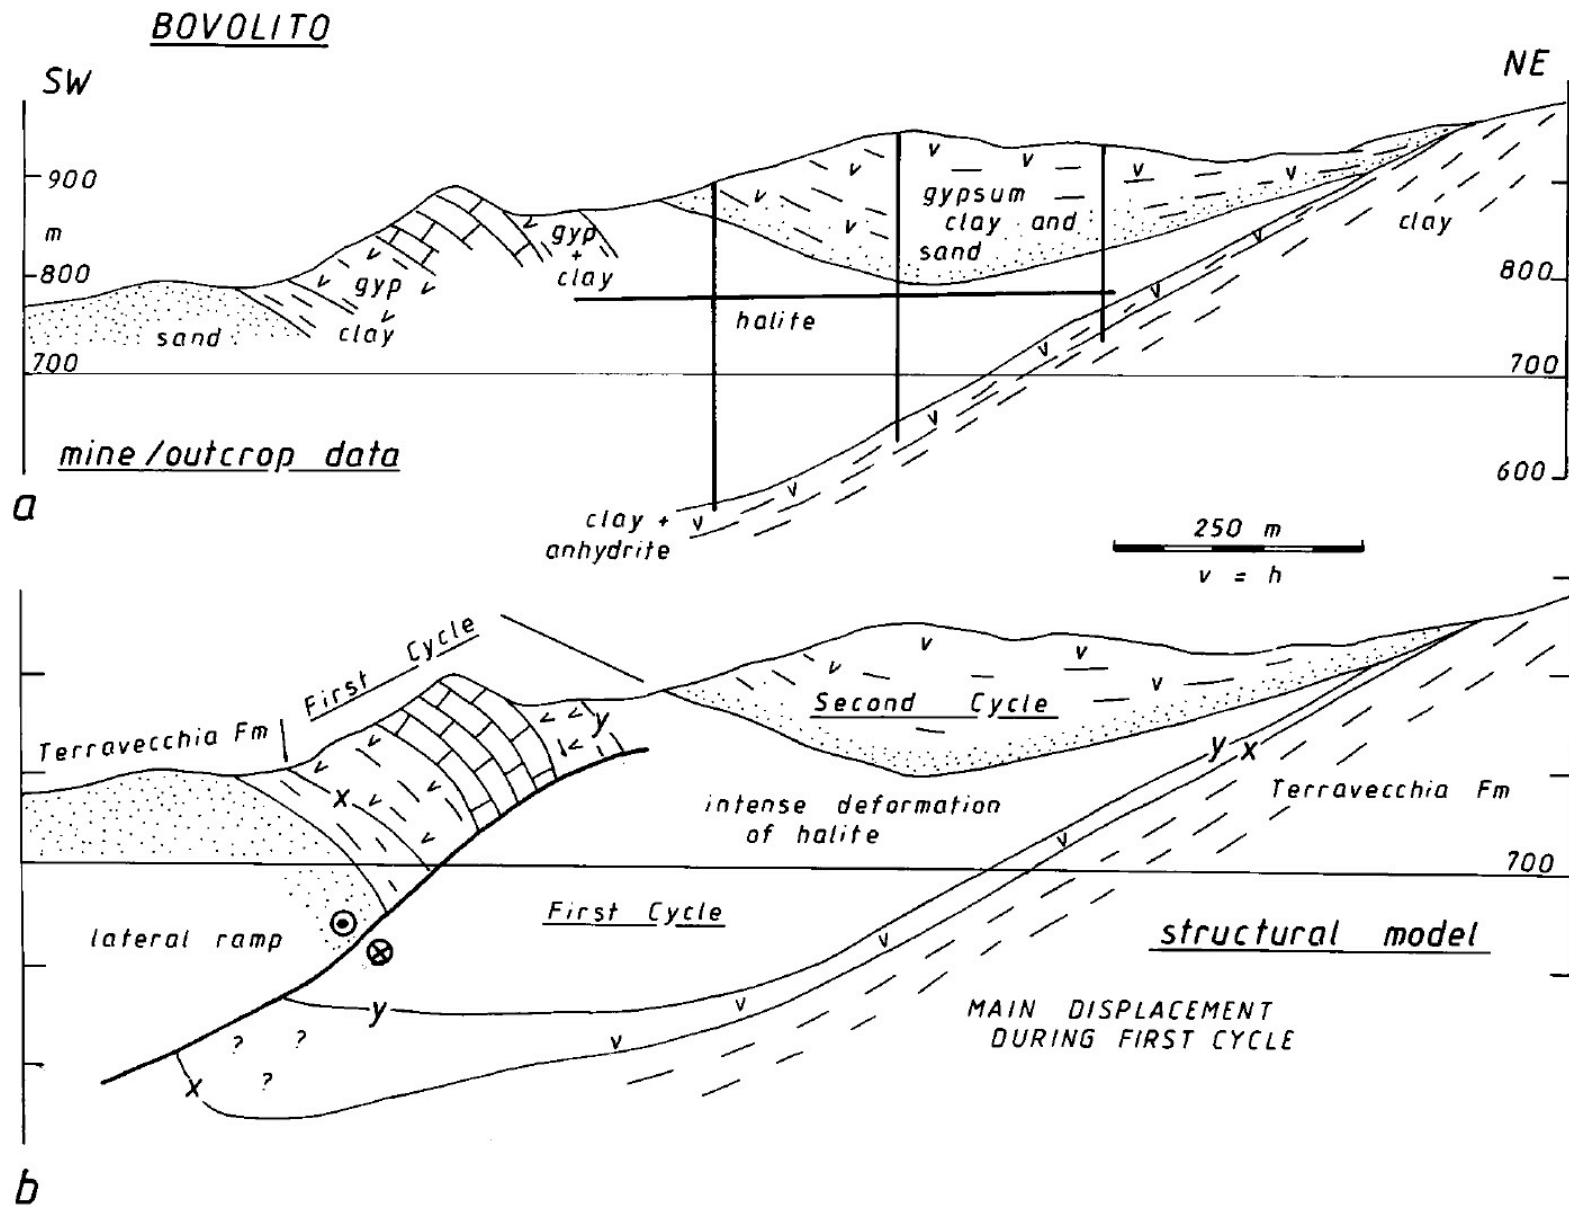 BOVOLITO
SW
NE
900
m
800
700
sand
gyp
clay
gyp
+
clay
gypsum
clay and
sand
halite
clay
800
700
600
mine/outcrop data
a
clay +
anhydrite
250 m
v = h
First Cycle
Terravecchia Fm
Second Cycle
y
x
y x
intense deformation
of halite
Terravecchia Fm
700
First Cycle
lateral ramp
structural model
y
MAIN DISPLACEMENT
DURING FIRST CYCLE
? ?
?
x
b